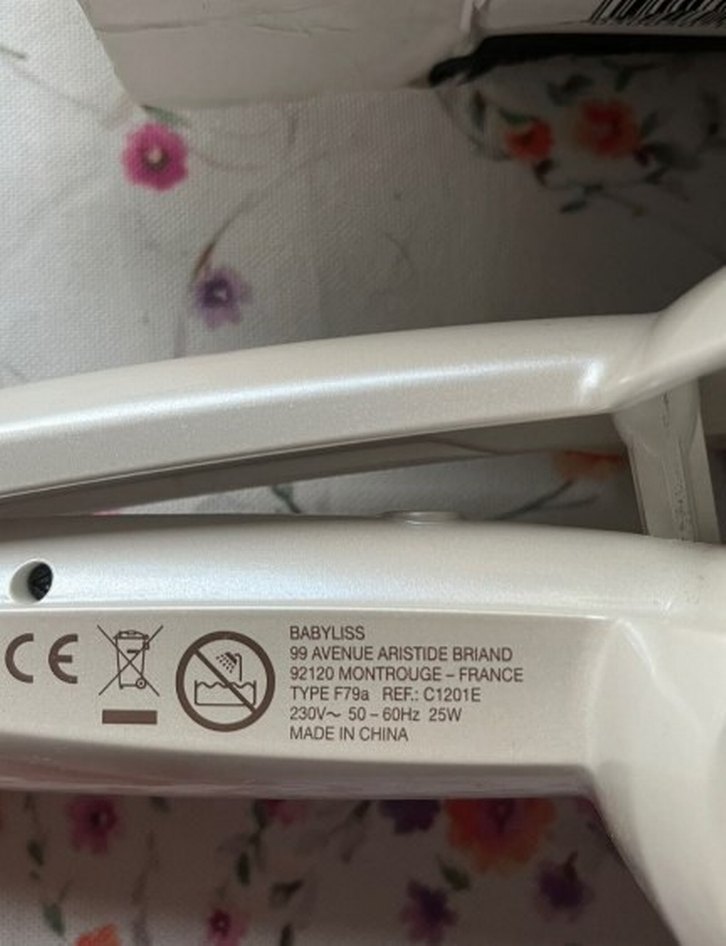 CE
BABYLISS
99 AVENUE ARISTIDE BRIAND
92120 MONTROUGE – FRANCE
TYPE F79a REF.: C1201E
230V~ 50 – 60Hz 25W
MADE IN CHINA